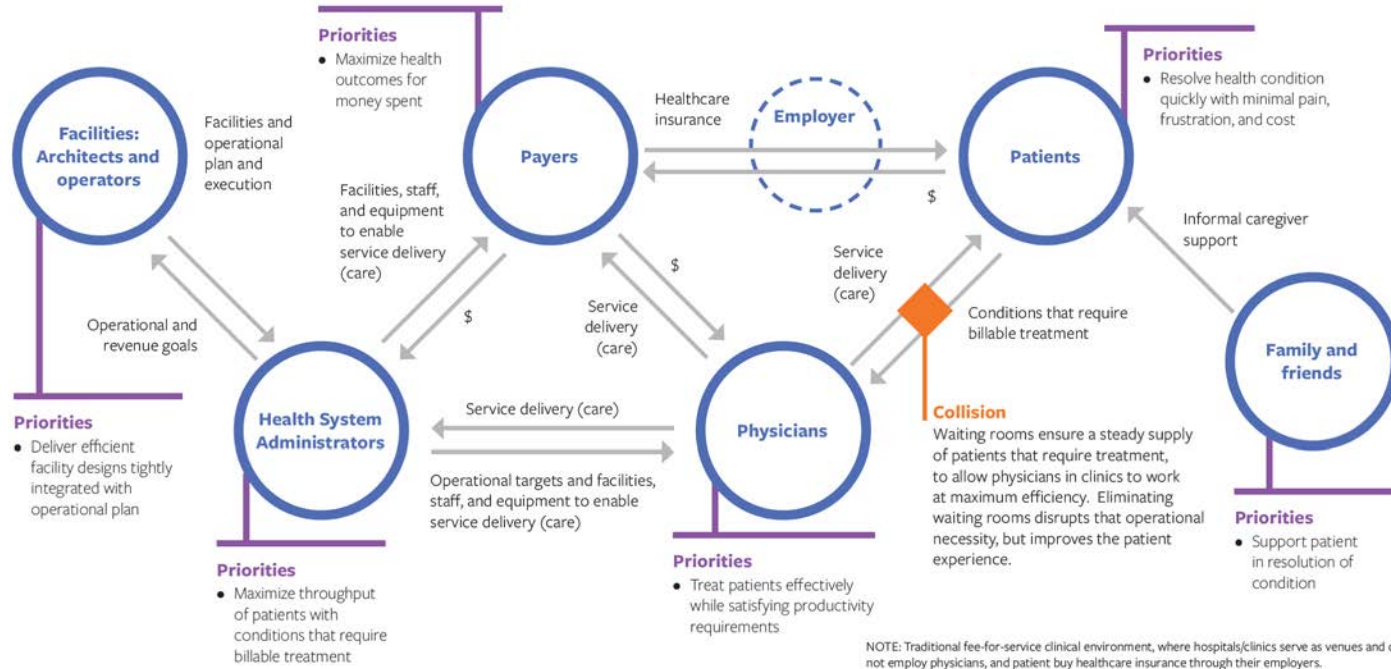 Priorities
• Maximize health
outcomes for
money spent
Priorities
• Resolve health condition
quickly with minimal pain,
frustration, and cost
Facilities:
Architects and
operators
Facilities and
operational
plan and
execution
Payers
Healthcare
insurance
Employer
Patients
$
Facilities, staff,
and equipment
to enable
service delivery
(care)
$
Operational and
revenue goals
$
Service
delivery
(care)
Service
delivery
(care)
Conditions that require
billable treatment
Informal caregiver
support
Family and
friends
Priorities
• Deliver efficient
facility designs tightly
integrated with
operational plan
Health System
Administrators
Service delivery (care)
Operational targets and facilities,
staff, and equipment to enable
service delivery (care)
Physicians
Collision
Waiting rooms ensure a steady supply
of patients that require treatment,
to allow physicians in clinics to work
at maximum efficiency. Eliminating
waiting rooms disrupts that operational
necessity, but improves the patient
experience.
Priorities
• Support patient
in resolution of
condition
Priorities
• Maximize throughput
of patients with
conditions that require
billable treatment
Priorities
• Treat patients effectively
while satisfying productivity
requirements
NOTE: Traditional fee-for-service clinical environment, where hospitals/clinics serve as venues and
not employ physicians, and patient buy healthcare insurance through their employers.